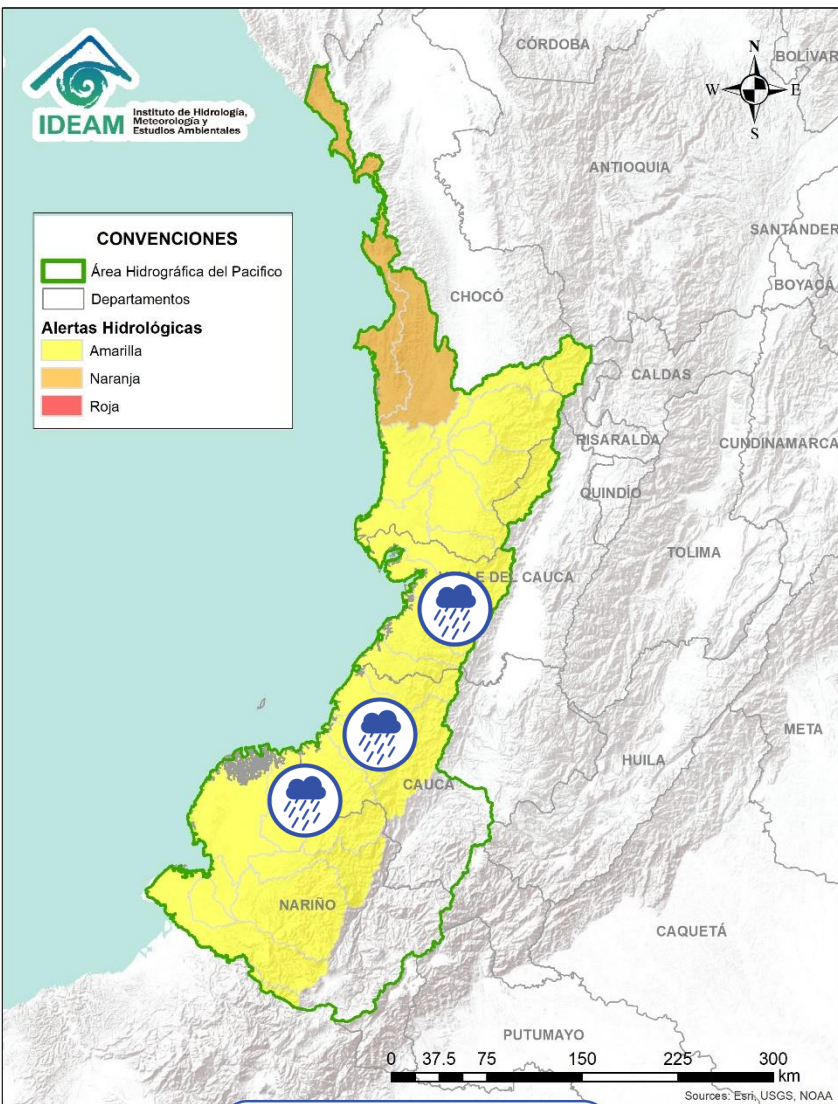 IDEAM
Instituto de Hidrología,
Meteorología y
Estudios Ambientales
CÓRDOBA
BOLÍVAR
N
W
E
S
ANTIOQUIA
SANTANDER
BOYACÁ
CONVENCIONES
Área Hidrográfica del Pacifico
Departamentos
Alertas Hidrológicas
Amarilla
Naranja
Roja
CHOCÓ
CALDAS
RISARALDA
CUNDINAMARCA
QUINDÍO
TOLIMA
DEL CAUCA
META
HUILA
CAUCA
NARIÑO
CAQUETÁ
PUTUMAYO
0 37.5 75 150 225 300
km
Sources: Esri, USGS, NOAA